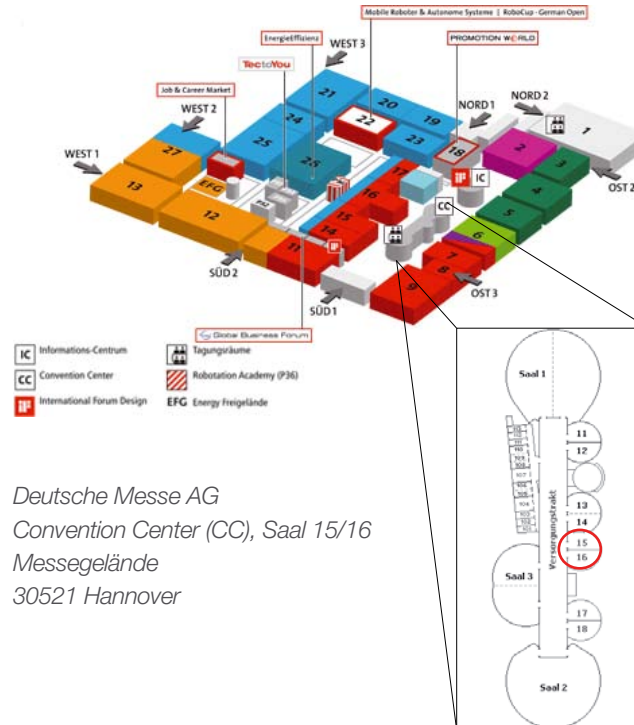 Mobile Roboter & Autonome Systeme | RoboCup - German Open
EnergieEffizienz
WEST 3
PROMOTION WORLD
TectoYou
Job & Career Market
NORD 2
NORD 1
WEST 2
WEST 1
21
20
19
22
24
23
18
1
25
26
27
2
3
17
IC
OST 2
13
EFG
16
4
CC
12
P32
15
5
14
6
11
iF
7
8
SÜD 2
9
OST 3
SÜD 1
Global Business Forum
IC Informations-Centrum
CC Convention Center
iF International Forum Design
Tagungsräume
Robotation Academy (P36)
EFG Energy Freigelände
Deutsche Messe AG
Convention Center (CC), Saal 15/16
Messegelände
30521 Hannover
Saal 1
11
12
13
14
15
16
Versorgungstrakt
Saal 3
17
18
Saal 2